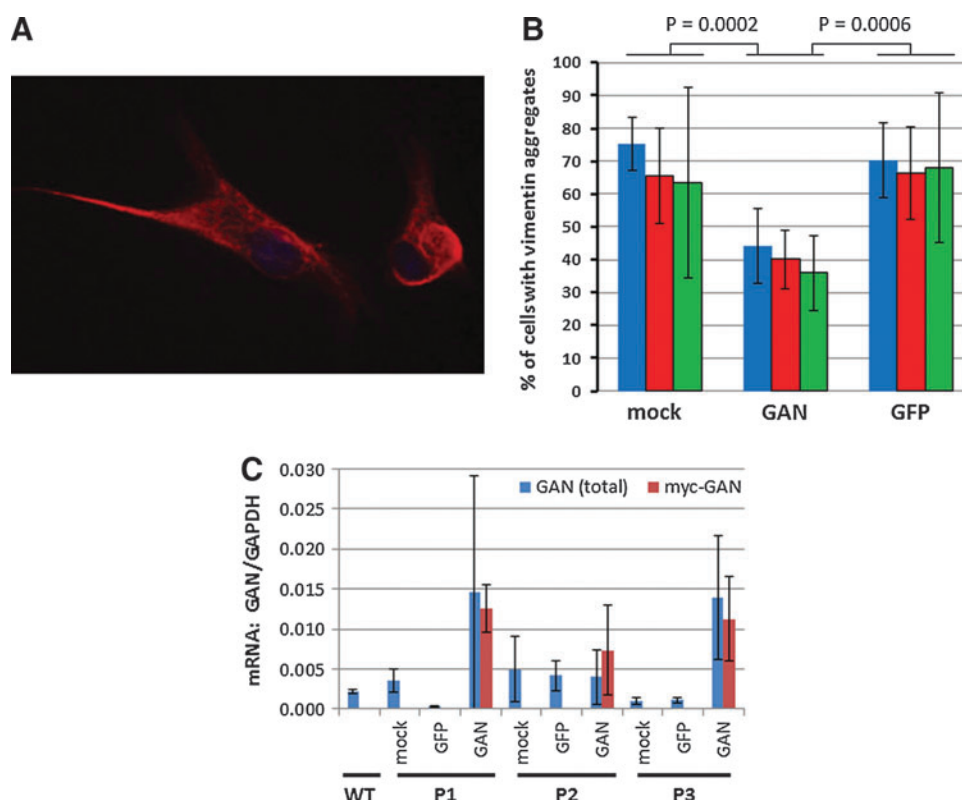 A
B
P = 0.0002 P = 0.0006
% of cells with vimentin aggregates
100
90
80
70
60
50
40
30
20
10
0
mock GAN GFP
C
mRNA: GAN/GAPDH
0.030
0.025
0.020
0.015
0.010
0.005
0.000
GAN (total) myc-GAN
mock GFP GAN mock GFP GAN mock GFP GAN
WT P1 P2 P3